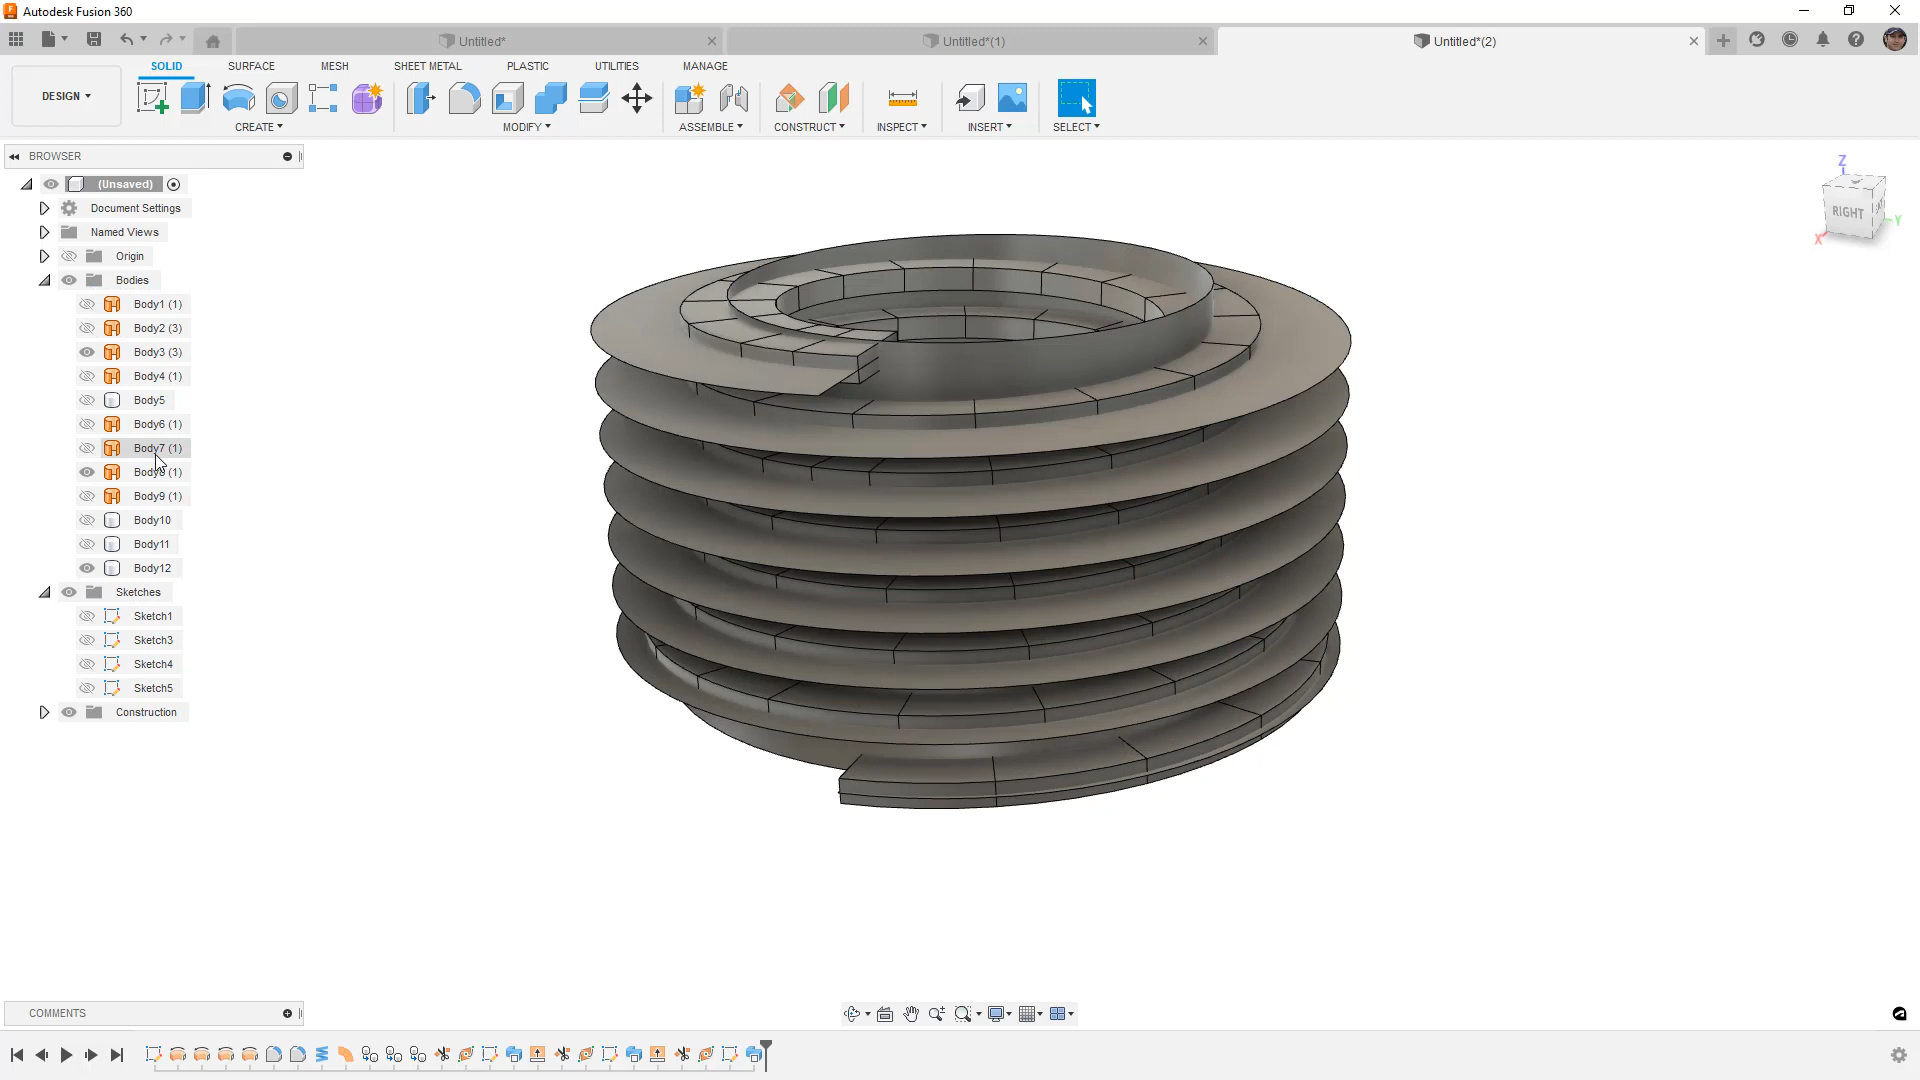 Autodesk Fusion 360
Untitled*
Untitled*(1)
Untitled*(2)
DESIGN
SOLID
SURFACE
MESH
SHEET METAL
PLASTIC
UTILITIES
MANAGE
CREATE
MODIFY
ASSEMBLE
CONSTRUCT
INSPECT
INSERT
SELECT
BROWSER
(Unsaved)
Document Settings
Named Views
Origin
Bodies
Body1 (1)
Body2 (3)
Body3 (3)
Body4 (1)
Body5
Body6 (1)
Body7 (1)
Body8 (1)
Body9 (1)
Body10
Body11
Body12
Sketches
Sketch1
Sketch3
Sketch4
Sketch5
Construction
Z
RIGHT
Y
X
COMMENTS